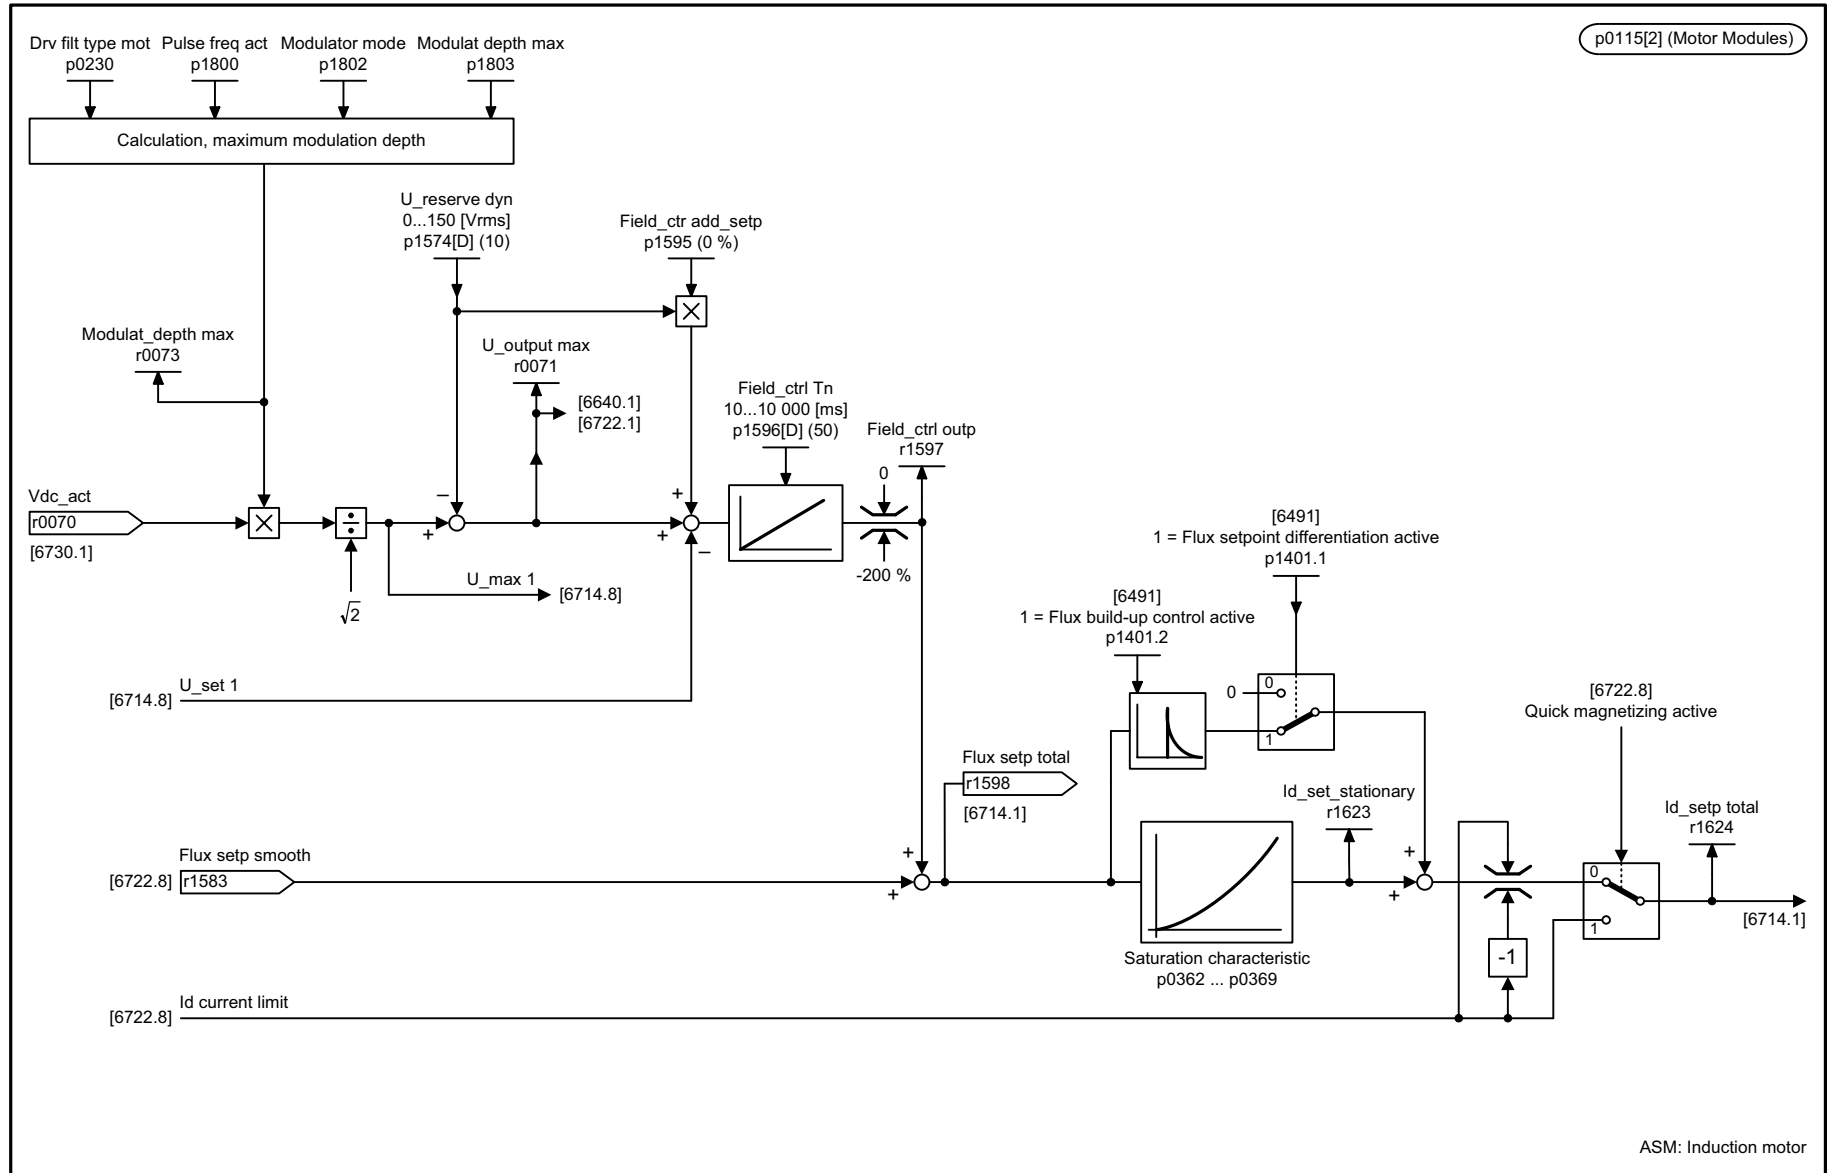 p0115[2] (Motor Modules)
Drv filt type mot
p0230
Pulse freq act
p1800
Modulator mode
p1802
Modulat depth max
p1803
Calculation, maximum modulation depth
U_reserve dyn
0...150 [Vrms]
p1574[D] (10)
Field_ctr add_setp
p1595 (0 %)
Modulat_depth max
r0073
U_output max
r0071
[6640.1]
[6722.1]
Field_ctrl Tn
10...10 000 [ms]
p1596[D] (50)
Field_ctrl outp
r1597
0
-200 %
Vdc_act
r0070
[6730.1]
√2
–
+
+
+
–
U_max 1
[6714.8]
[6491]
1 = Flux setpoint differentiation active
p1401.1
[6491]
1 = Flux build-up control active
p1401.2
[6714.8]
U_set 1
0
0
1
[6722.8]
Quick magnetizing active
Flux setp total
r1598
[6714.1]
Id_set_stationary
r1623
Id_setp total
r1624
Flux setp smooth
[6722.8]
r1583
+
+
+
+
0
1
[6714.1]
-1
Saturation characteristic
p0362 ... p0369
Id current limit
[6722.8]
ASM: Induction motor